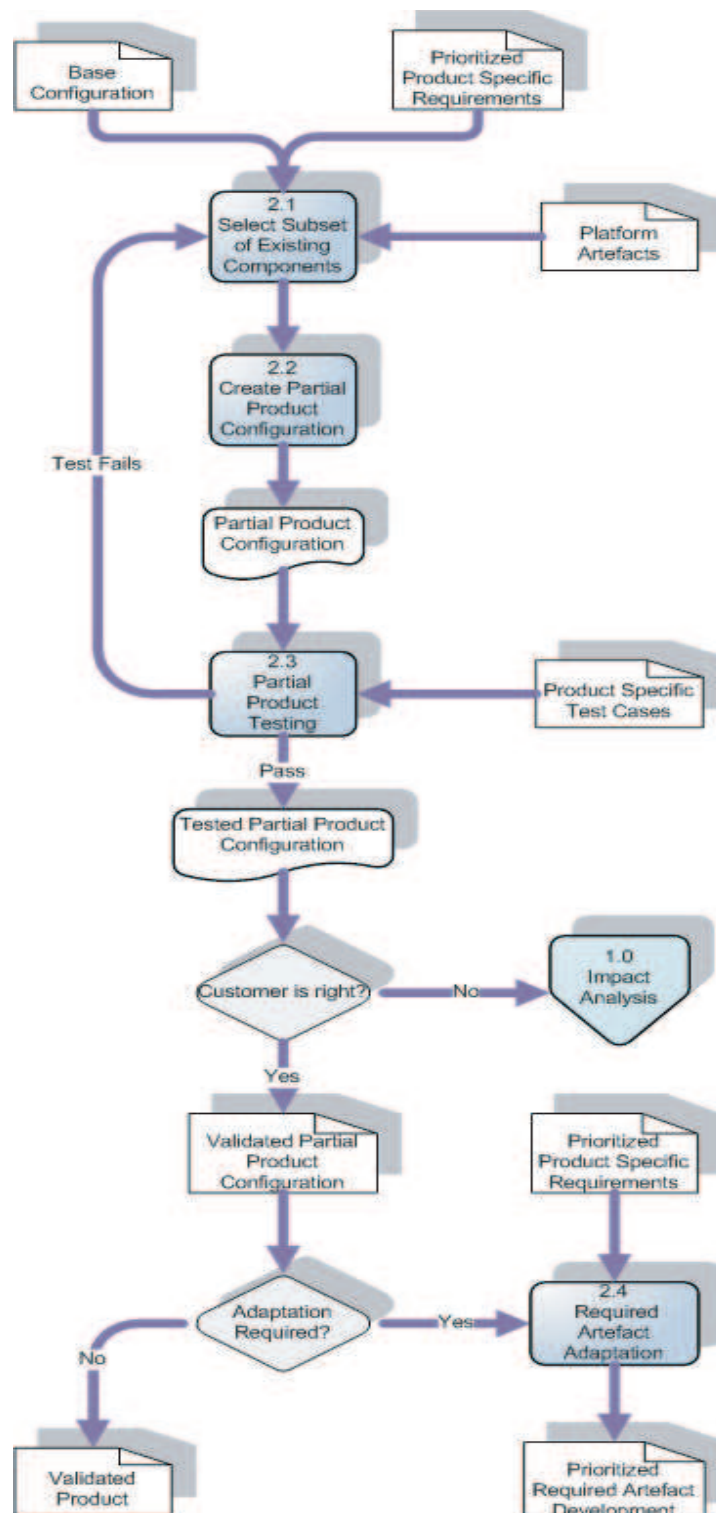 Base
Configuration
Prioritized
Product Specific
Requirements
2.1
Select Subset
of Existing
Components
Platform
Artefacts
2.2
Create Partial
Product
Configuration
Test Fails
Partial Product
Configuration
2.3
Partial
Product
Testing
Product Specific
Test Cases
Pass
Tested Partial Product
Configuration
Customer is right?
No
1.0
Impact
Analysis
Yes
Validated Partial
Product
Configuration
Prioritized
Product Specific
Requirements
Adaptation
Required?
Yes
2.4
Required
Artefact
Adaptation
No
Validated
Product
Prioritized
Required Artefact
Development